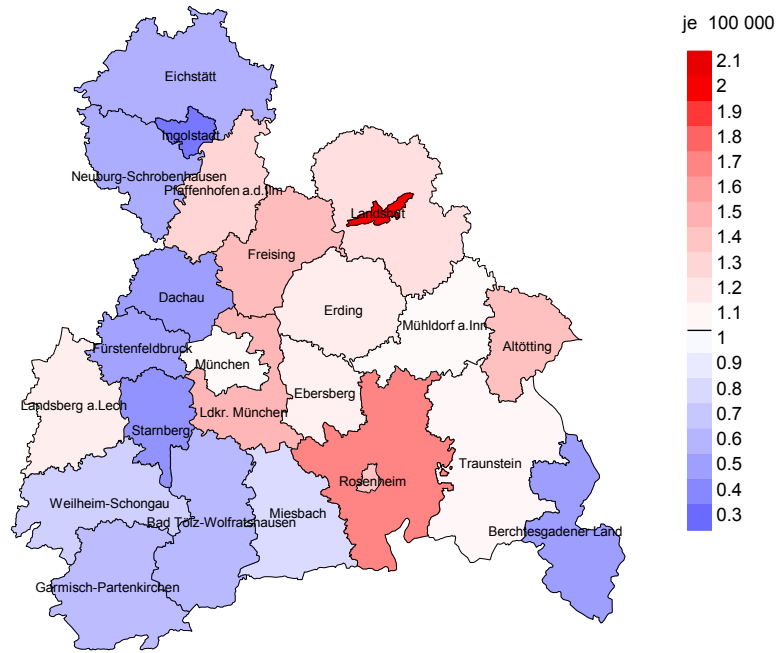 je 100 000
2.1
2
1.9
1.8
1.7
1.6
1.5
1.4
1.3
1.2
1.1
1
0.9
0.8
0.7
0.6
0.5
0.4
0.3
Eichstätt
Ingolstadt
Neuburg-Schrobenhausen
Pfaffenhofen a.d.Ilm
Landshut
Freising
Dachau
Erding
Mühldorf a.Inn
Altötting
Fürstenfeldbruck
München
Ebersberg
Landsberg a.Lech
Ldkr. München
Starnberg
Traunstein
Rosenheim
Weilheim-Schongau
Miesbach
Bad Tölz-Wolfratshausen
Berchtesgadener Land
Garmisch-Partenkirchen